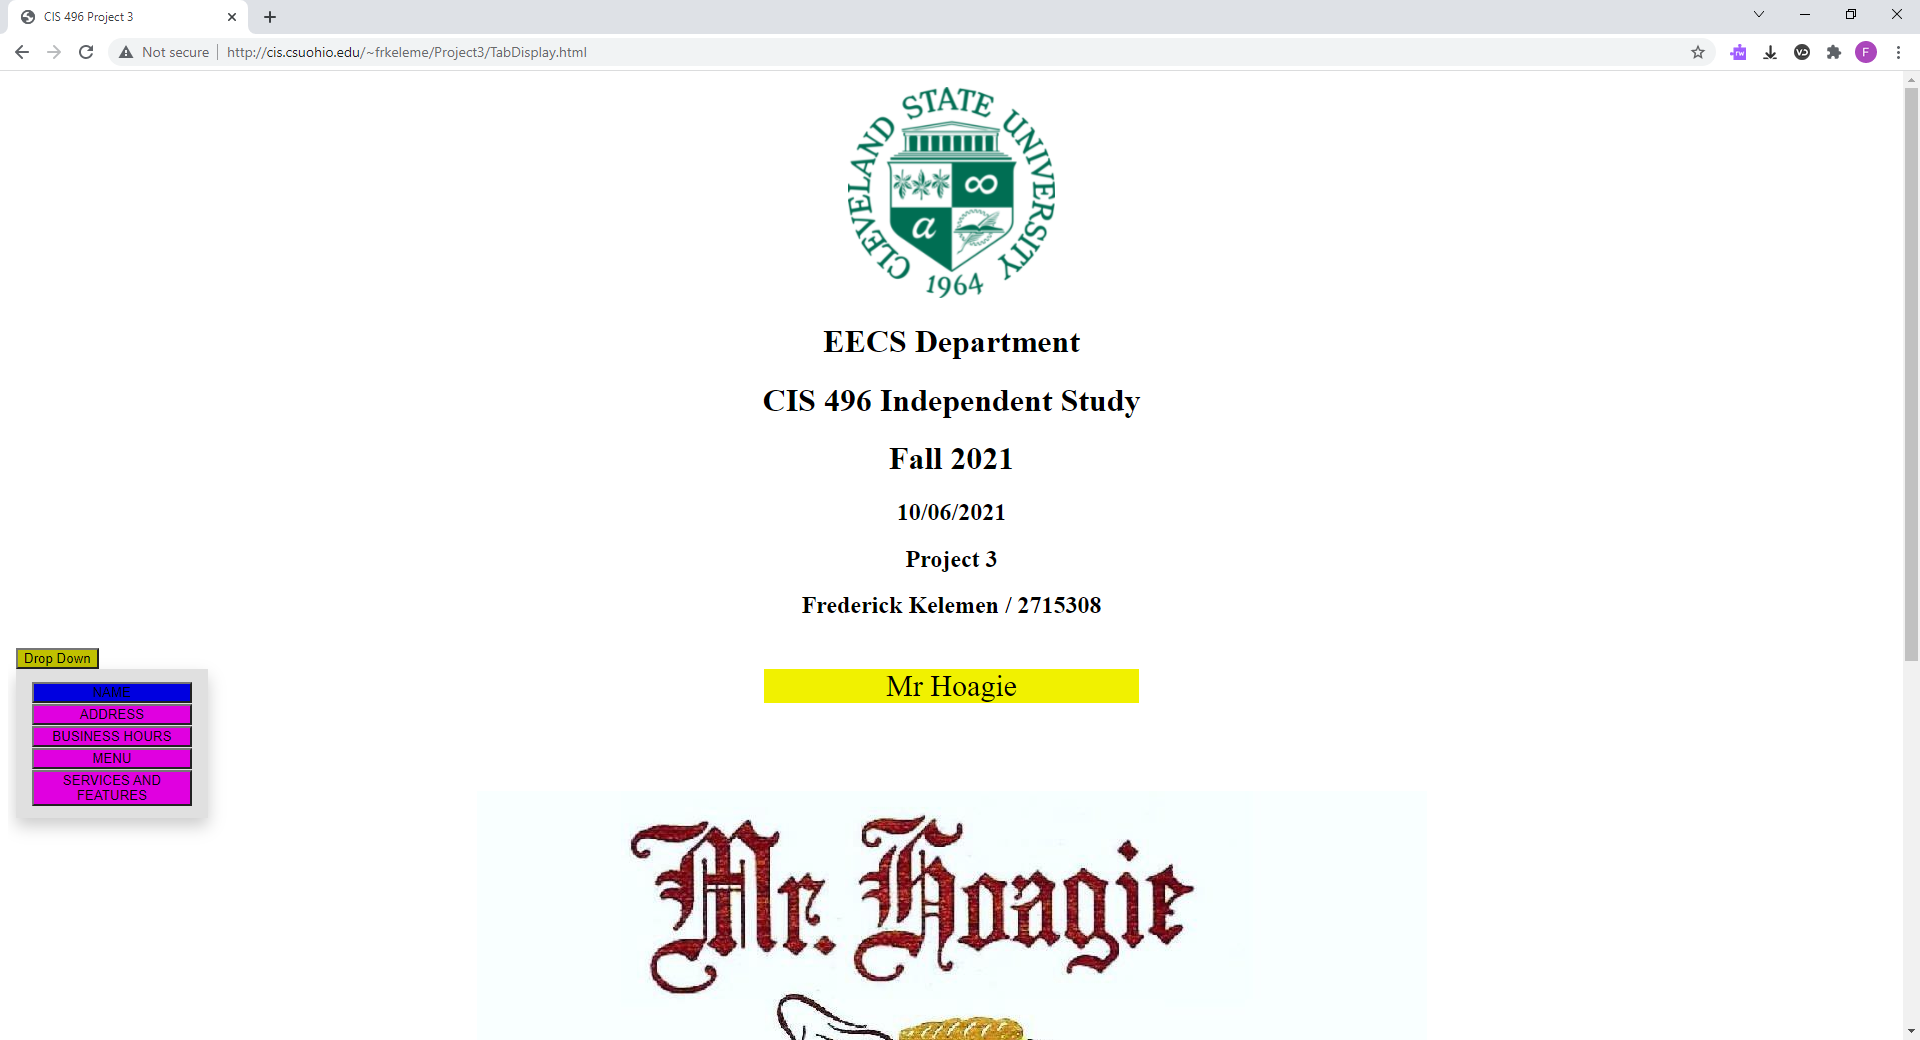 CIS 496 Project 3
Not secure
http://cis.csuohio.edu/~frkeleme/Project3/TabDisplay.html
F
CLEVELAND STATE UNIVERSITY
a
1964
EECS Department
CIS 496 Independent Study
Fall 2021
10/06/2021
Project 3
Frederick Kelemen / 2715308
Drop Down
NAME
ADDRESS
BUSINESS HOURS
MENU
SERVICES AND
FEATURES
Mr Hoagie
Mr. Hoagie